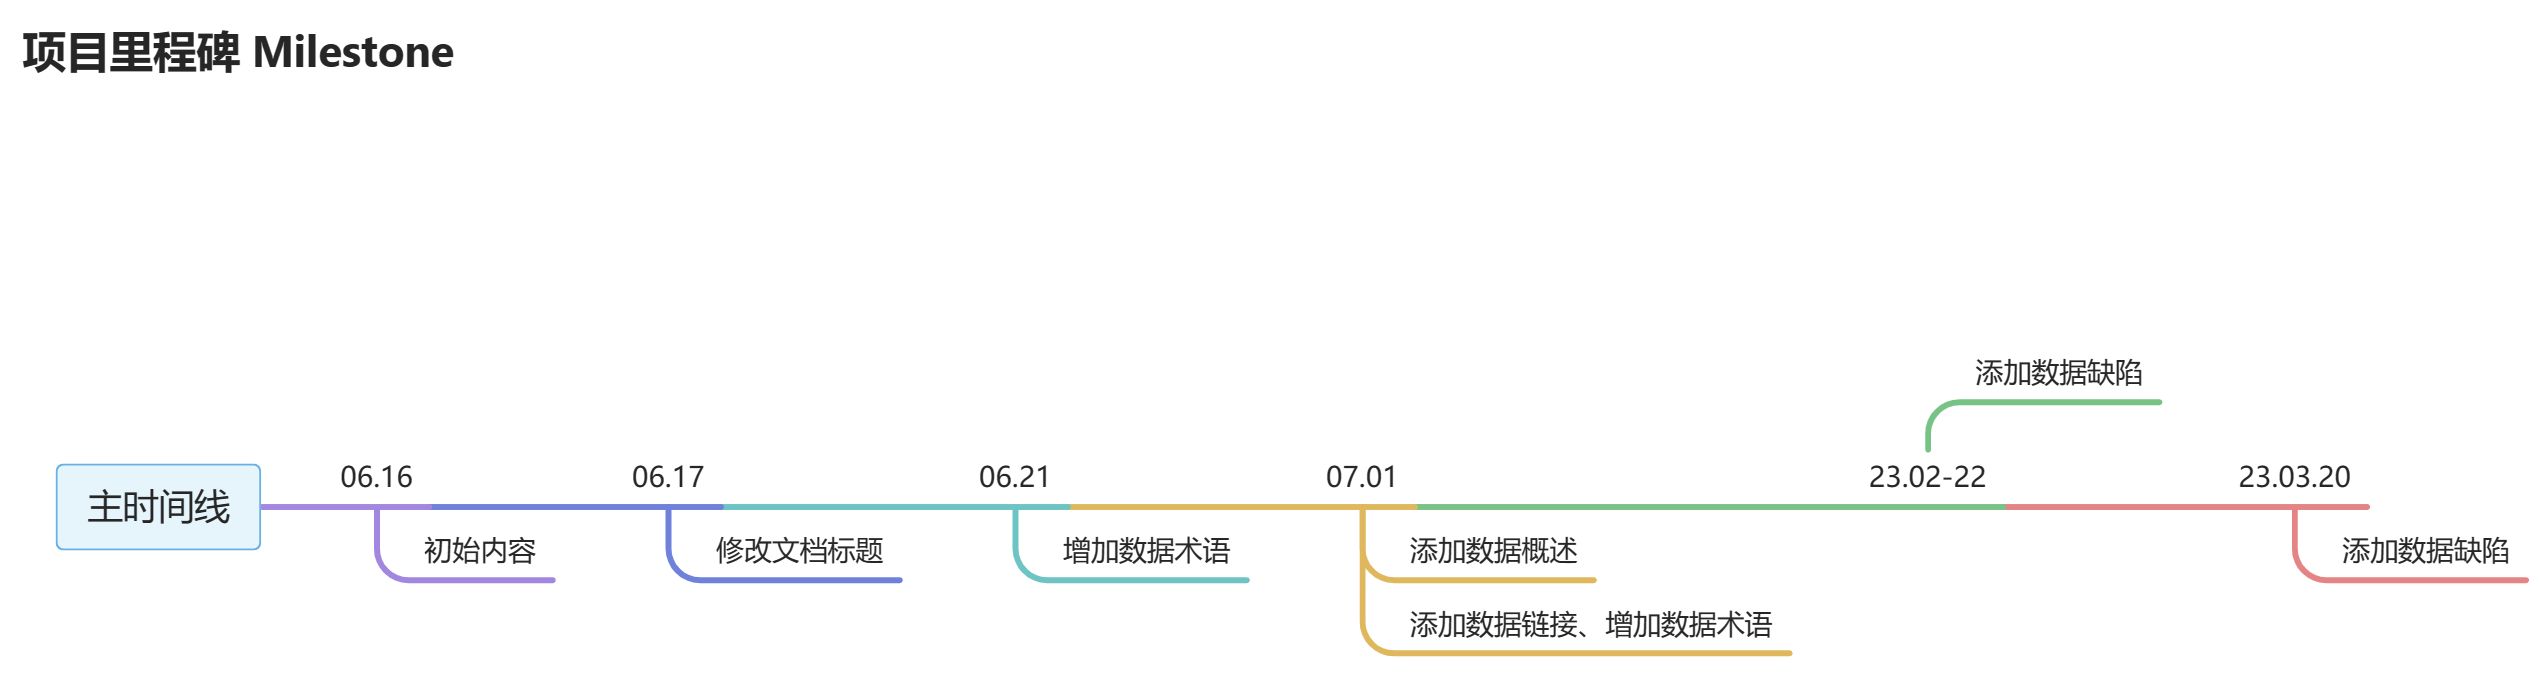 项目里程碑 Milestone
添加数据缺陷
主时间线
06.16
06.17
06.21
07.01
23.02-22
23.03.20
初始内容
修改文档标题
增加数据术语
添加数据概述
添加数据缺陷
添加数据链接、增加数据术语